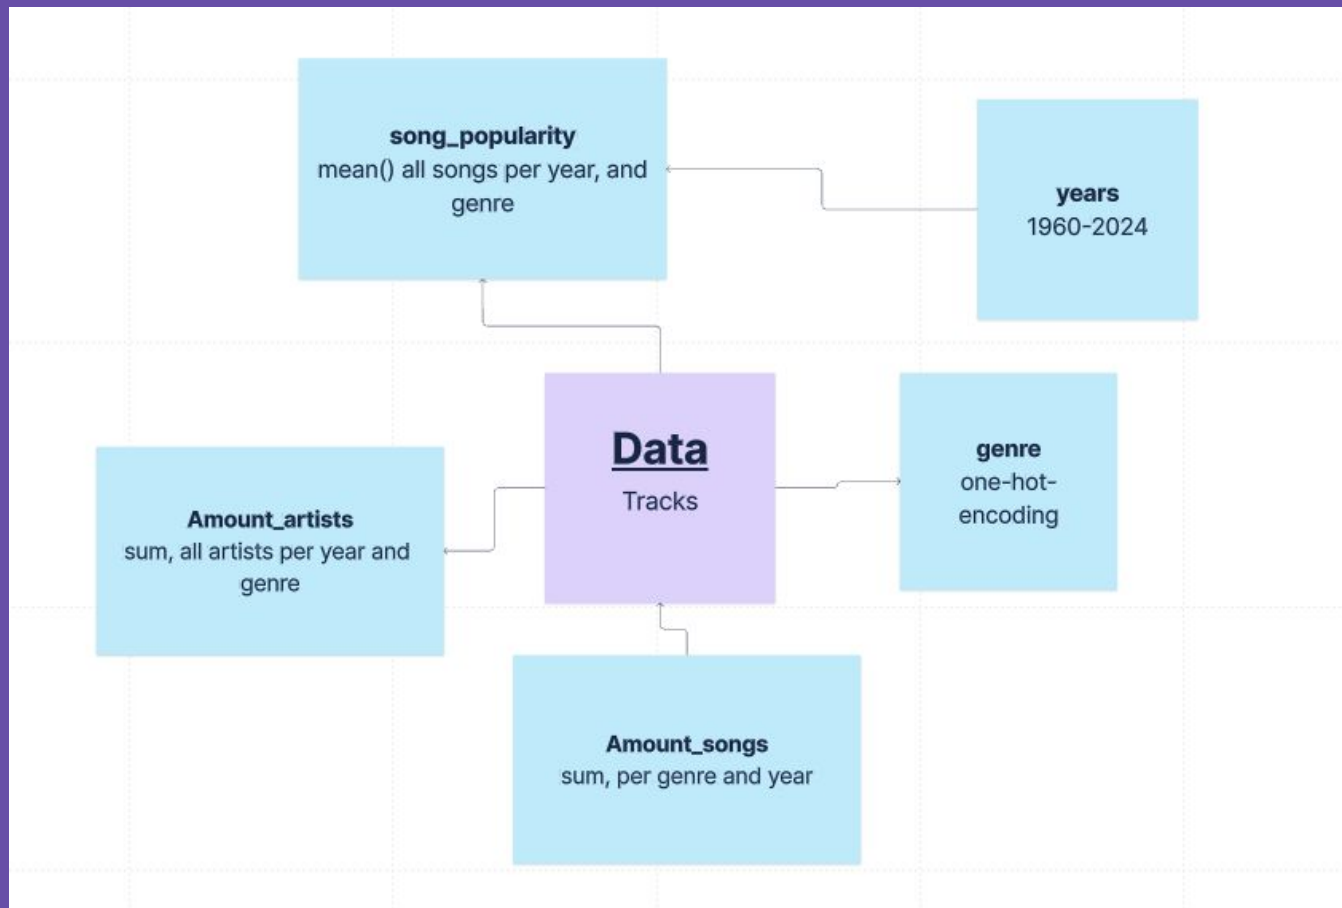 song_popularity
mean() all songs per year, and
genre
years
1960-2024
Data
Tracks
genre
one-hot-
encoding
Amount_artists
sum, all artists per year and
genre
Amount_songs
sum, per genre and year